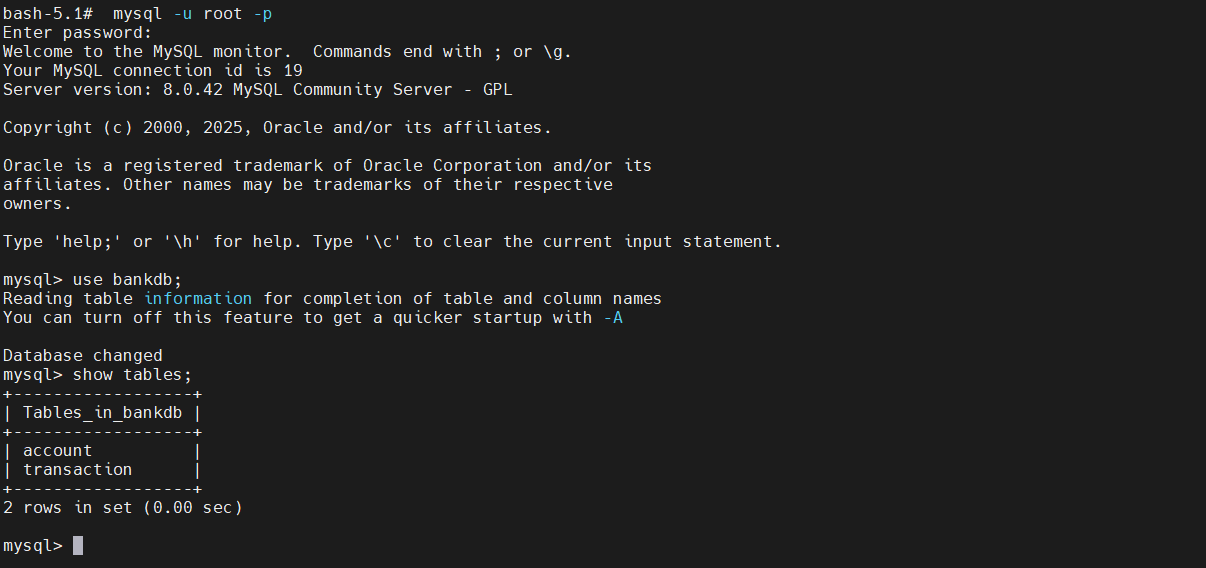 bash-5.1#  mysql -u root -p
Enter password:
Welcome to the MySQL monitor.  Commands end with ; or \g.
Your MySQL connection id is 19
Server version: 8.0.42 MySQL Community Server - GPL

Copyright (c) 2000, 2025, Oracle and/or its affiliates.

Oracle is a registered trademark of Oracle Corporation and/or its
affiliates. Other names may be trademarks of their respective
owners.

Type 'help;' or '\h' for help. Type '\c' to clear the current input statement.

mysql> use bankdb;
Reading table information for completion of table and column names
You can turn off this feature to get a quicker startup with -A

Database changed
mysql> show tables;
+------------------+
| Tables_in_bankdb |
+------------------+
| account          |
| transaction      |
+------------------+
2 rows in set (0.00 sec)

mysql>